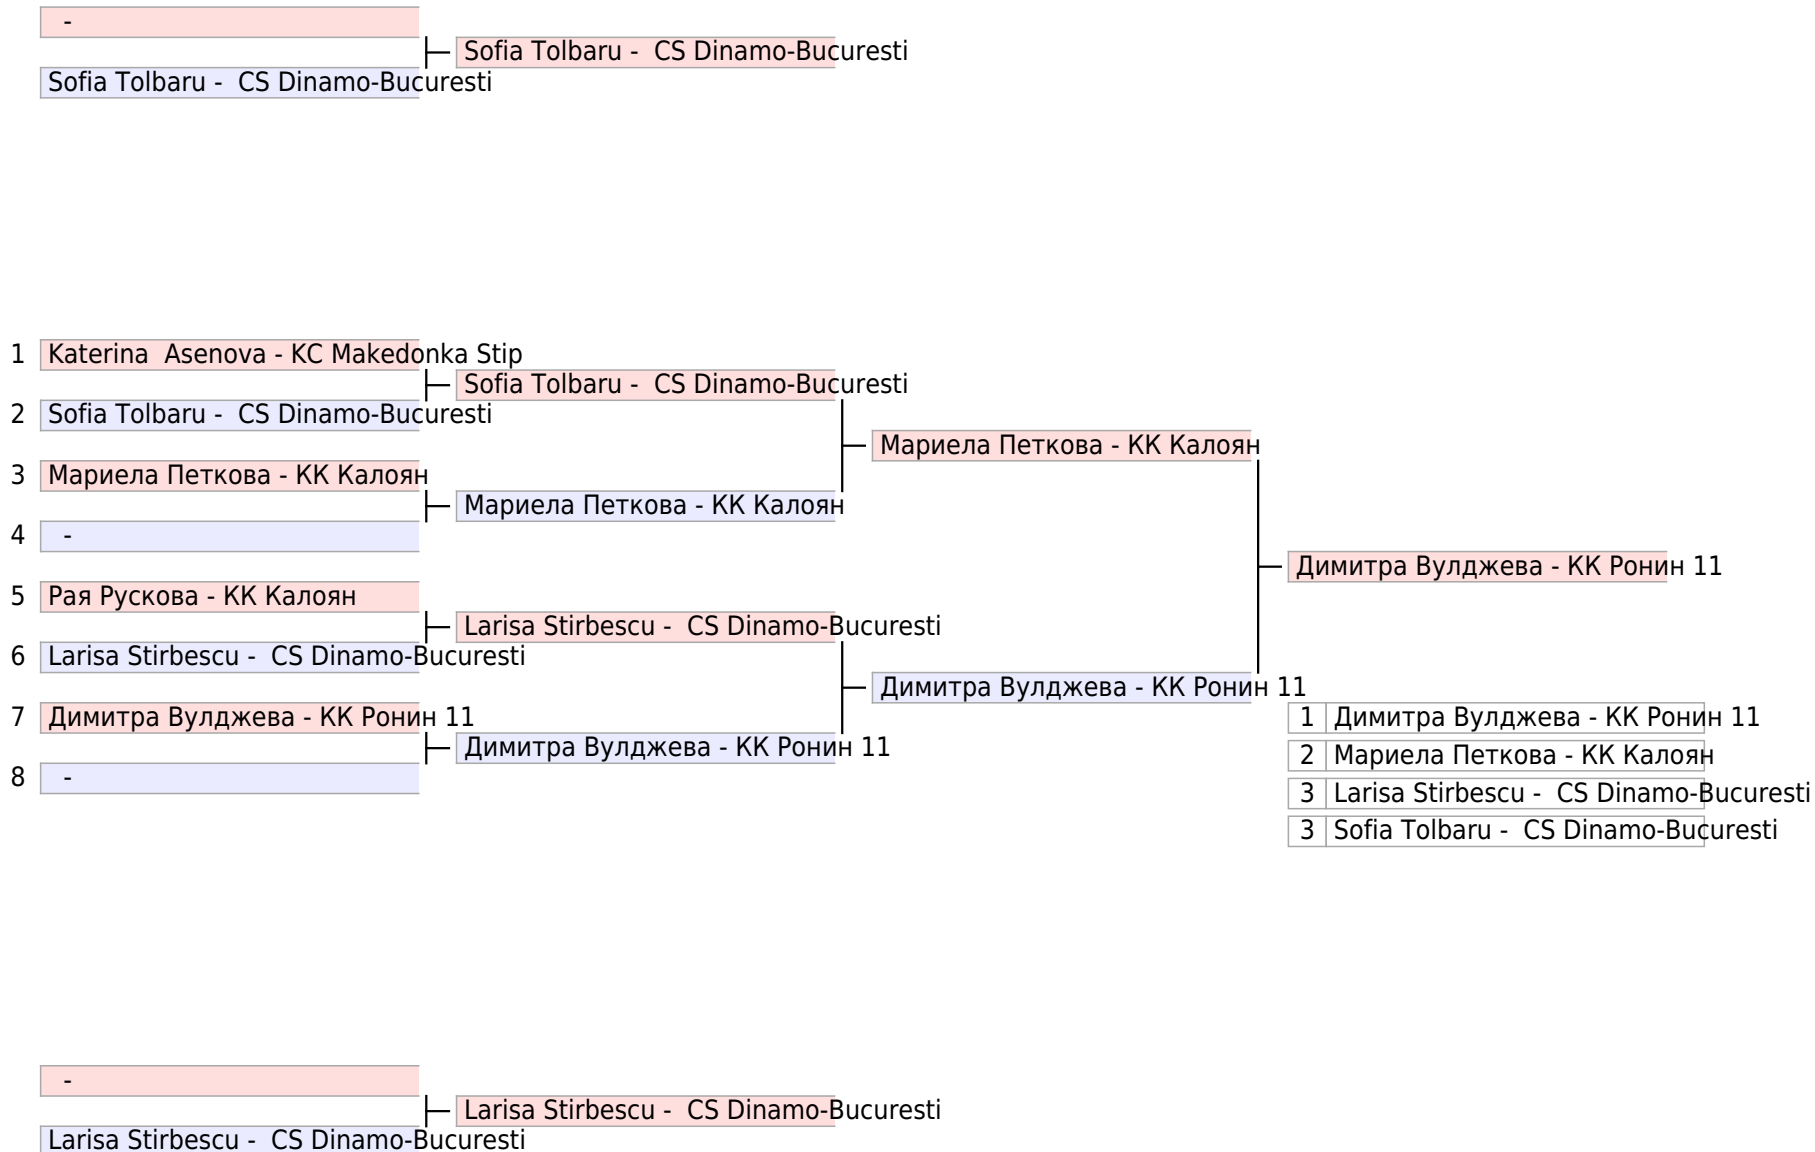 -
Sofia Tolbaru -  CS Dinamo-Bucuresti
Sofia Tolbaru -  CS Dinamo-Bucuresti
1 Katerina  Asenova - KC Makedonka Stip
Sofia Tolbaru -  CS Dinamo-Bucuresti
2 Sofia Tolbaru -  CS Dinamo-Bucuresti
Мариела Петкова - КК Калоян
3 Мариела Петкова - КК Калоян
Мариела Петкова - КК Калоян
4 -
Димитра Вулджева - КК Ронин 11
5 Рая Рускова - КК Калоян
Larisa Stirbescu -  CS Dinamo-Bucuresti
6 Larisa Stirbescu -  CS Dinamo-Bucuresti
Димитра Вулджева - КК Ронин 11
7 Димитра Вулджева - КК Ронин 11
Димитра Вулджева - КК Ронин 11
8 -
1 Димитра Вулджева - КК Ронин 11
2 Мариела Петкова - КК Калоян
3 Larisa Stirbescu -  CS Dinamo-Bucuresti
3 Sofia Tolbaru -  CS Dinamo-Bucuresti
-
Larisa Stirbescu -  CS Dinamo-Bucuresti
Larisa Stirbescu -  CS Dinamo-Bucuresti